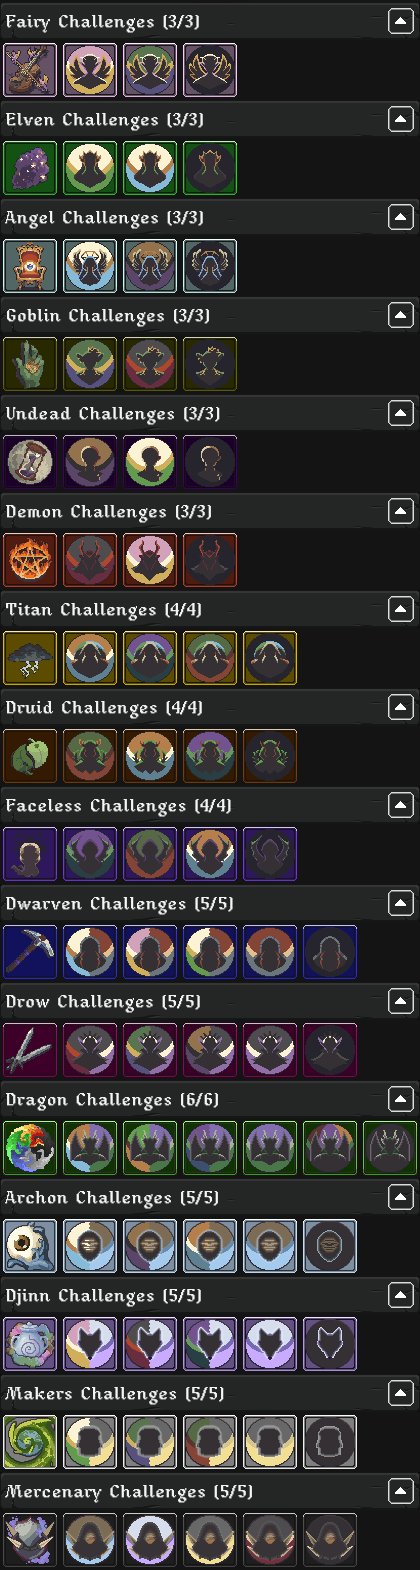 Fairy Challenges (3/3)
Elven Challenges (3/3)
Angel Challenges (3/3)
Goblin Challenges (3/3)
Undead Challenges (3/3)
Demon Challenges (3/3)
Titan Challenges (4/4)
Druid Challenges (4/4)
Faceless Challenges (4/4)
Dwarven Challenges (5/5)
Drow Challenges (5/5)
Dragon Challenges (6/6)
Archon Challenges (5/5)
Djinn Challenges (5/5)
Makers Challenges (5/5)
Mercenary Challenges (5/5)